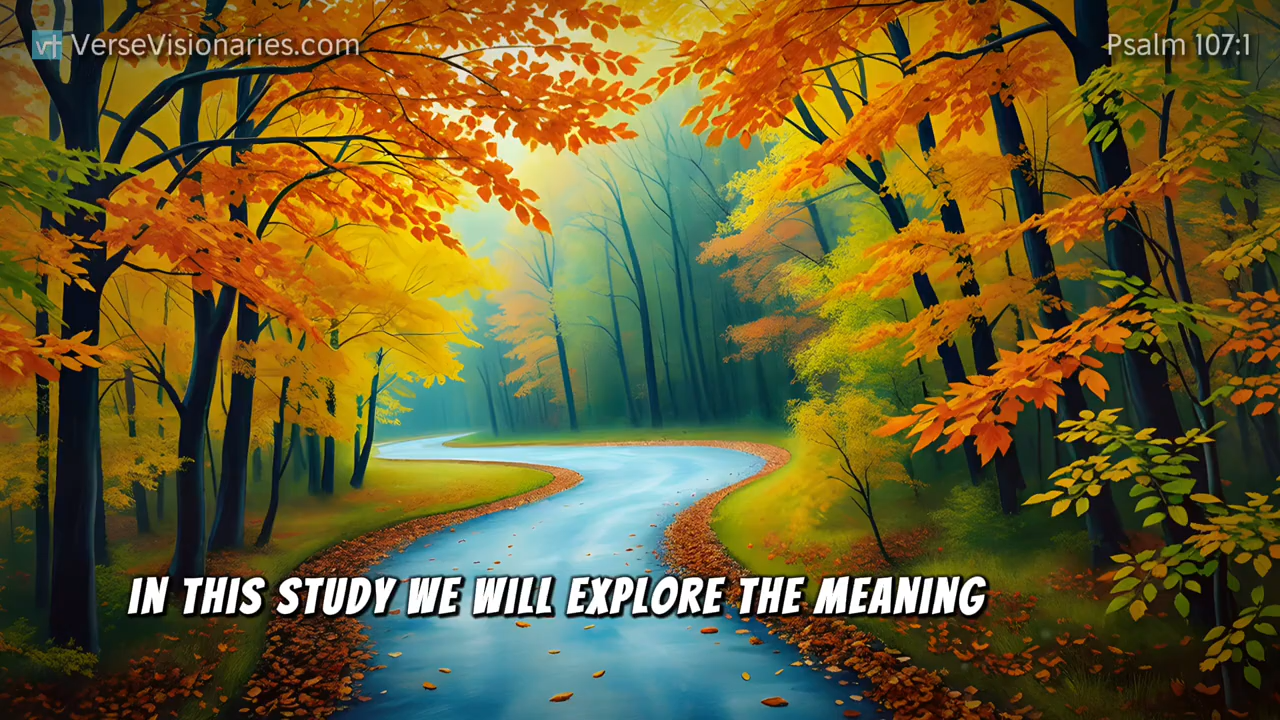 VerseVisionaries.com
Psalm 107:1
IN THIS STUDY WE WILL EXPLORE THE MEANING